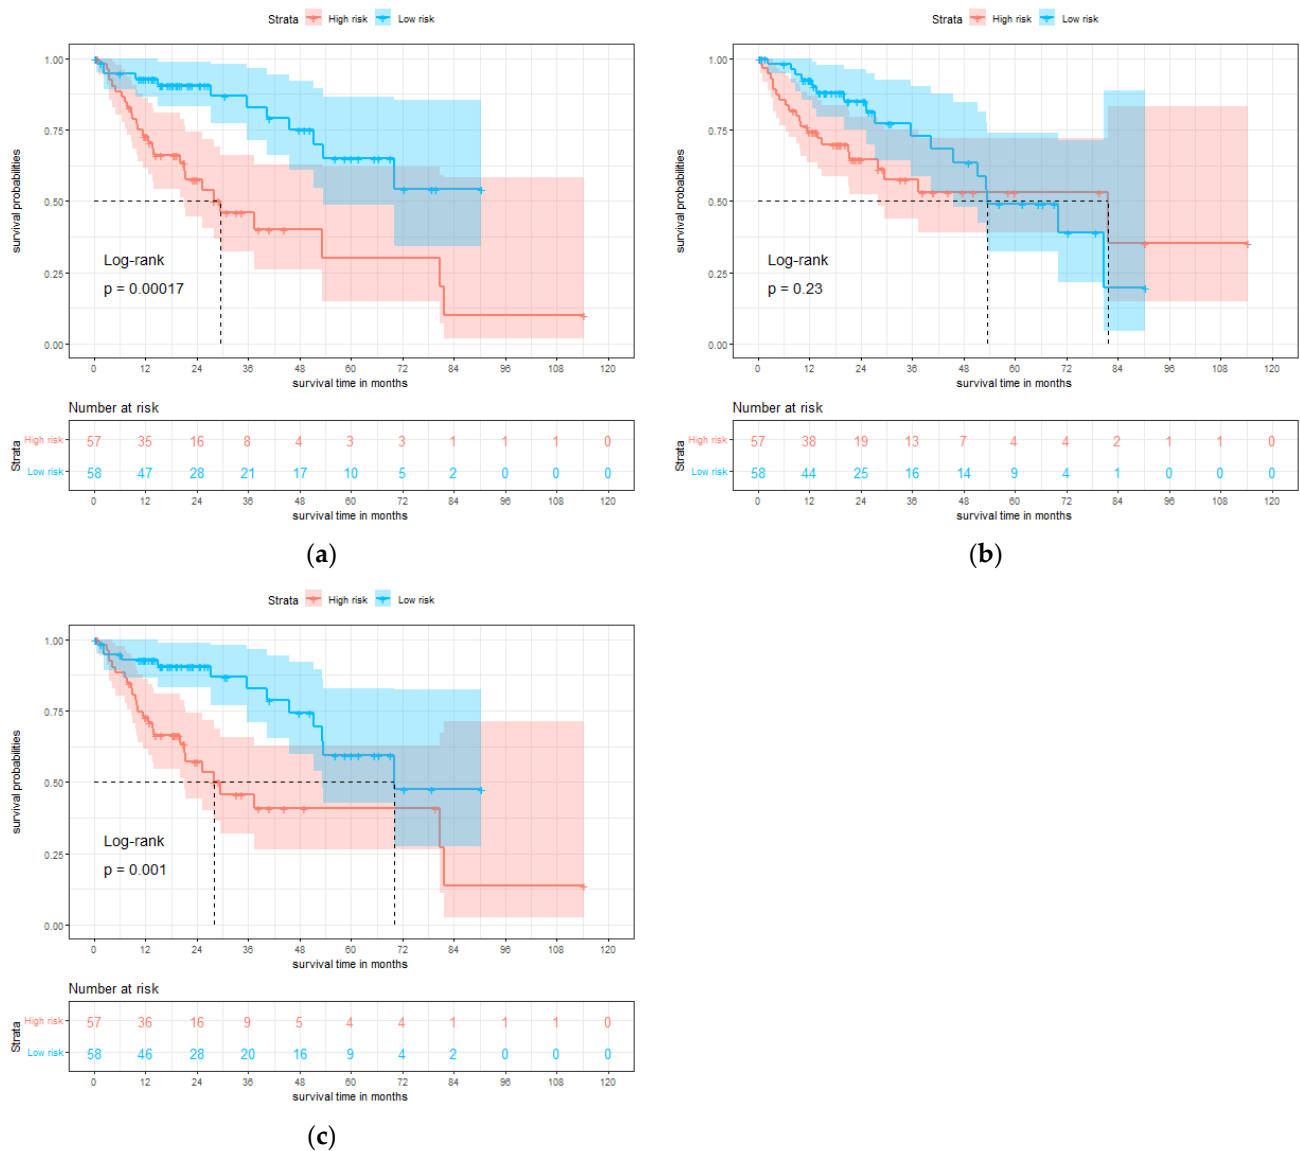 Strata High risk Low risk
survival probabilities
1.00
0.75
0.50
0.25
0.00
Log-rank
p = 0.00017
0 12 24 36 48 60 72 84 96 108 120
survival time in months
Number at risk
Strata
High risk 57 35 16 8 4 3 3 1 1 1 0
Low risk 58 47 28 21 17 10 5 2 0 0 0
0 12 24 36 48 60 72 84 96 108 120
survival time in months
(a)
Strata High risk Low risk
survival probabilities
1.00
0.75
0.50
0.25
0.00
Log-rank
p = 0.23
0 12 24 36 48 60 72 84 96 108 120
survival time in months
Number at risk
Strata
High risk 57 38 19 13 7 4 4 2 1 1 0
Low risk 58 44 25 16 14 9 4 1 0 0 0
0 12 24 36 48 60 72 84 96 108 120
survival time in months
(b)
Strata High risk Low risk
survival probabilities
1.00
0.75
0.50
0.25
0.00
Log-rank
p = 0.001
0 12 24 36 48 60 72 84 96 108 120
survival time in months
Number at risk
Strata
High risk 57 36 16 9 5 4 4 1 1 1 0
Low risk 58 46 28 20 16 9 4 2 0 0 0
0 12 24 36 48 60 72 84 96 108 120
survival time in months
(c)